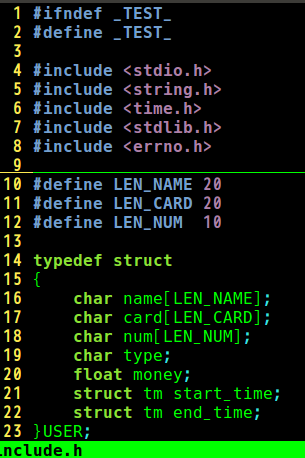 1 #ifndef _TEST_
2 #define _TEST_
3
4 #include <stdio.h>
5 #include <string.h>
6 #include <time.h>
7 #include <stdlib.h>
8 #include <errno.h>
9
10 #define LEN_NAME 20
11 #define LEN_CARD 20
12 #define LEN_NUM  10
13
14 typedef struct
15 {
16     char name[LEN_NAME];
17     char card[LEN_CARD];
18     char num[LEN_NUM];
19     char type;
20     float money;
21     struct tm start_time;
22     struct tm end_time;
23 }USER;
include.h